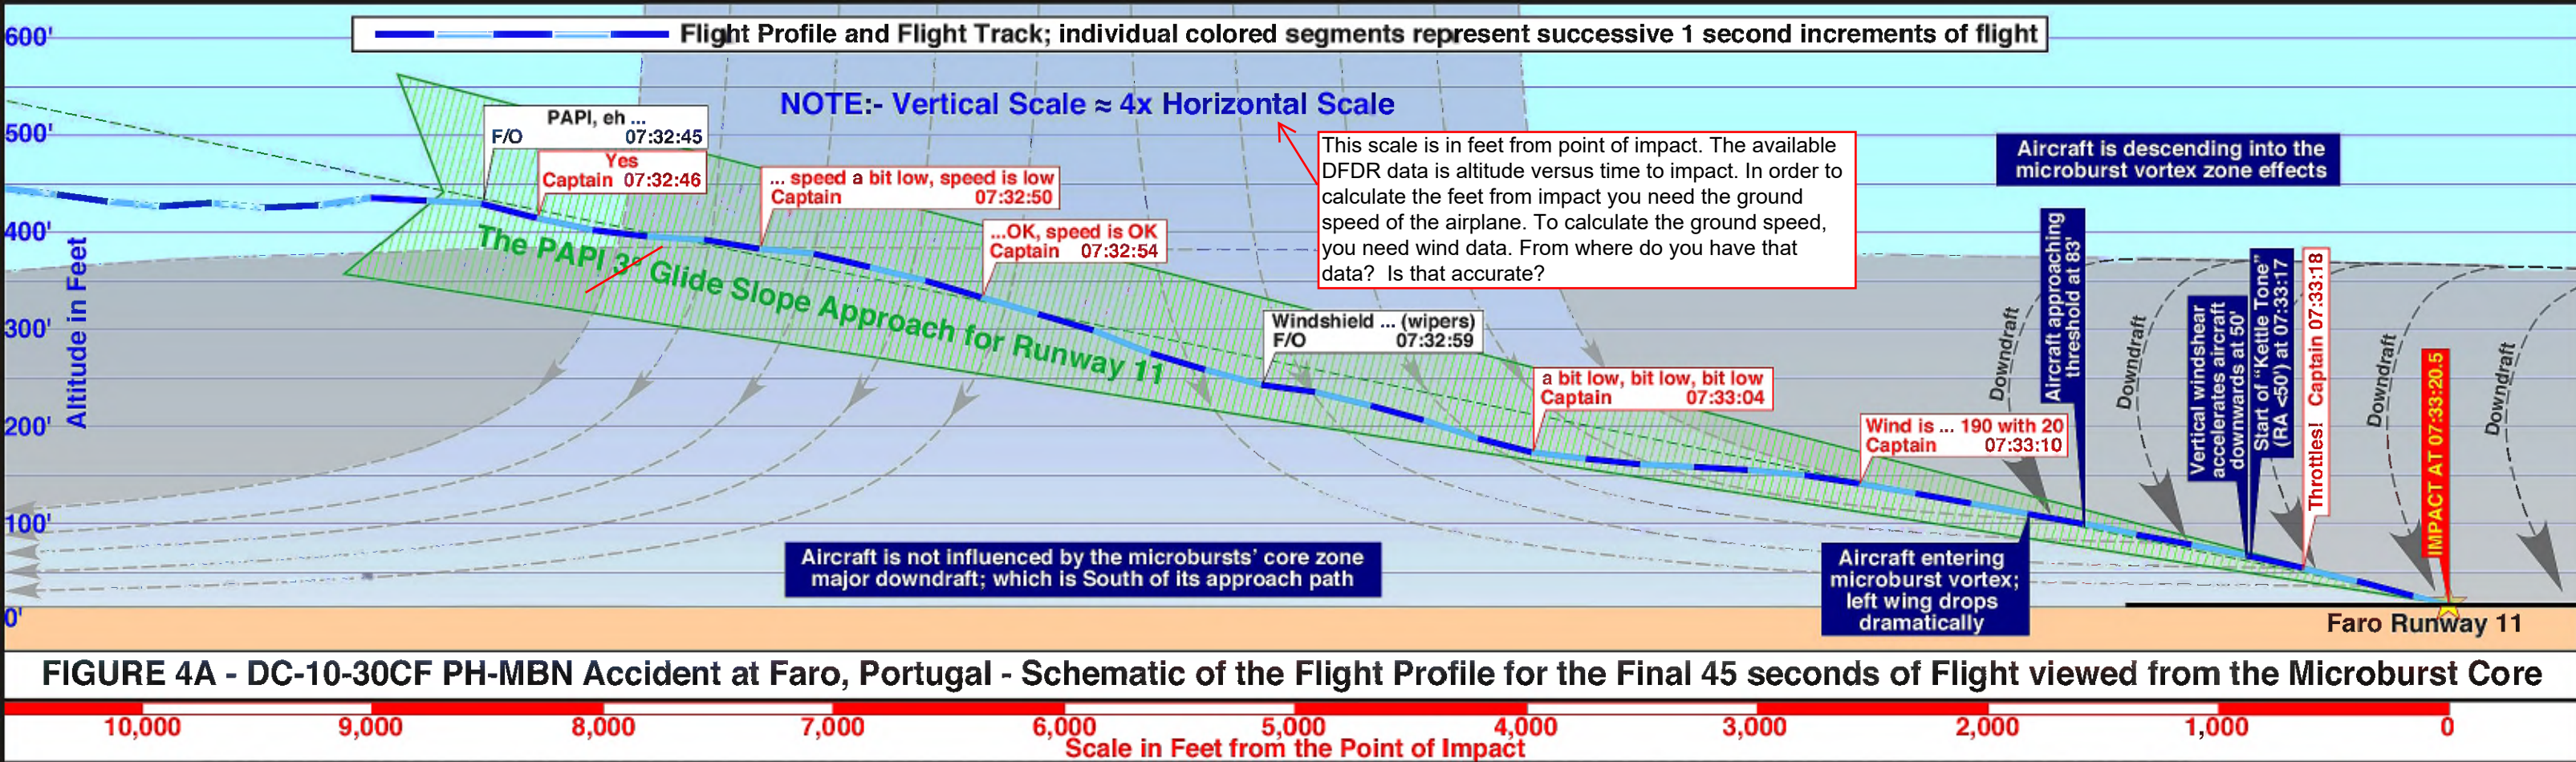 600'
Flight Profile and Flight Track; individual colored segments represent successive 1 second increments of flight
NOTE:- Vertical Scale ≈ 4x Horizontal Scale
500'
400'
300'
200'
100'
0'
Altitude in Feet
PAPI, eh ...
F/O 07:32:45
Yes
Captain 07:32:46
... speed a bit low, speed is low
Captain 07:32:50
...OK, speed is OK
Captain 07:32:54
This scale is in feet from point of impact. The available
DFDR data is altitude versus time to impact. In order to
calculate the feet from impact you need the ground
speed of the airplane. To calculate the ground speed,
you need wind data. From where do you have that
data? Is that accurate?
Aircraft is descending into the
microburst vortex zone effects
The PAPI 3° Glide Slope Approach for Runway 11
Windshield ... (wipers)
F/O 07:32:59
a bit low, bit low, bit low
Captain 07:33:04
Wind is ... 190 with 20
Captain 07:33:10
Downdraft
Aircraft approaching
threshold at 83'
Downdraft
Vertical windshear
accelerates aircraft
downwards at 50'
Start of “Kettle Tone”
(RA <50') at 07:33:17
Throttles! Captain 07:33:18
Downdraft
IMPACT AT 07:33:20.5
Downdraft
Aircraft is not influenced by the microbursts’ core zone
major downdraft; which is South of its approach path
Aircraft entering
microburst vortex;
left wing drops
dramatically
Faro Runway 11
FIGURE 4A - DC-10-30CF PH-MBN Accident at Faro, Portugal - Schematic of the Flight Profile for the Final 45 seconds of Flight viewed from the Microburst Core
10,000 9,000 8,000 7,000 6,000 5,000 4,000 3,000 2,000 1,000 0
Scale in Feet from the Point of Impact